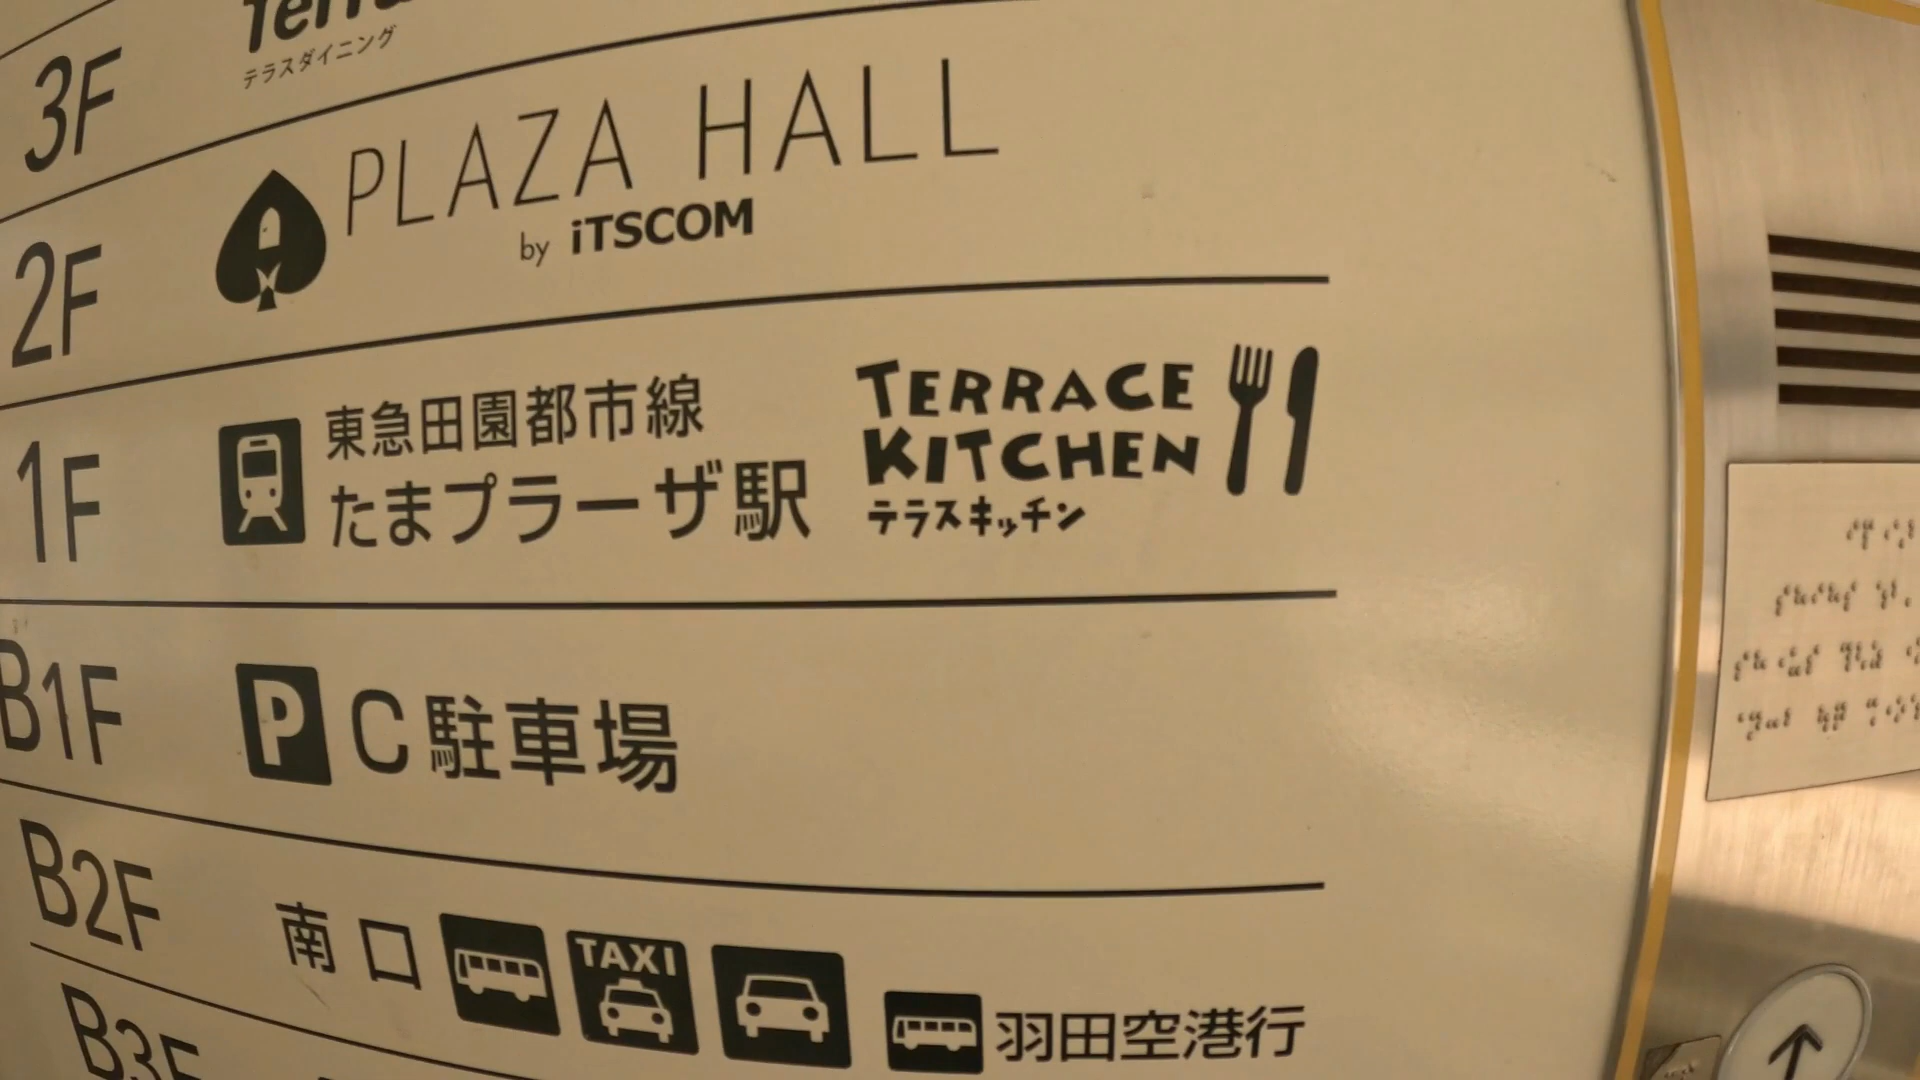 3F
テラスダイニング
2F PLAZA HALL
by iTSCOM
1F 東急田園都市線 TERRACE
たまプラーザ駅 KITCHEN
テラスキッチン
B1F P C駐車場
B2F 南口 TAXI 羽田空港行
B3F